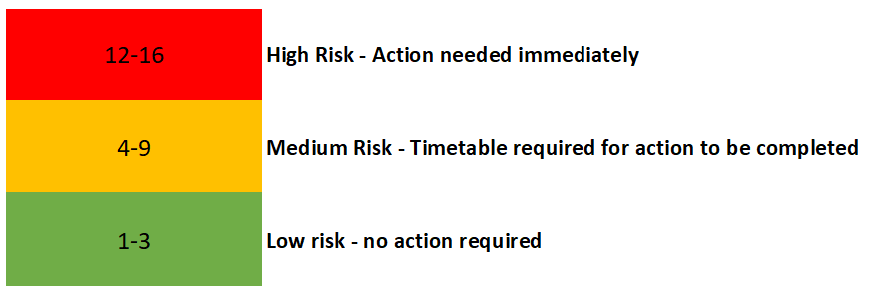 12-16 High Risk - Action needed immediately
4-9 Medium Risk - Timetable required for action to be completed
1-3 Low risk - no action required